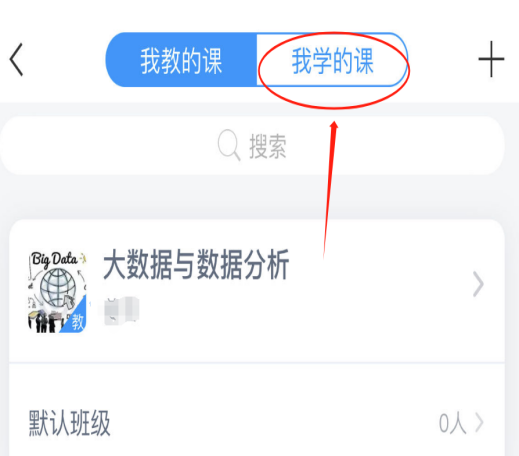 我教的课 我学的课
搜索
Big Data
大数据与数据分析
教
默认班级 0人